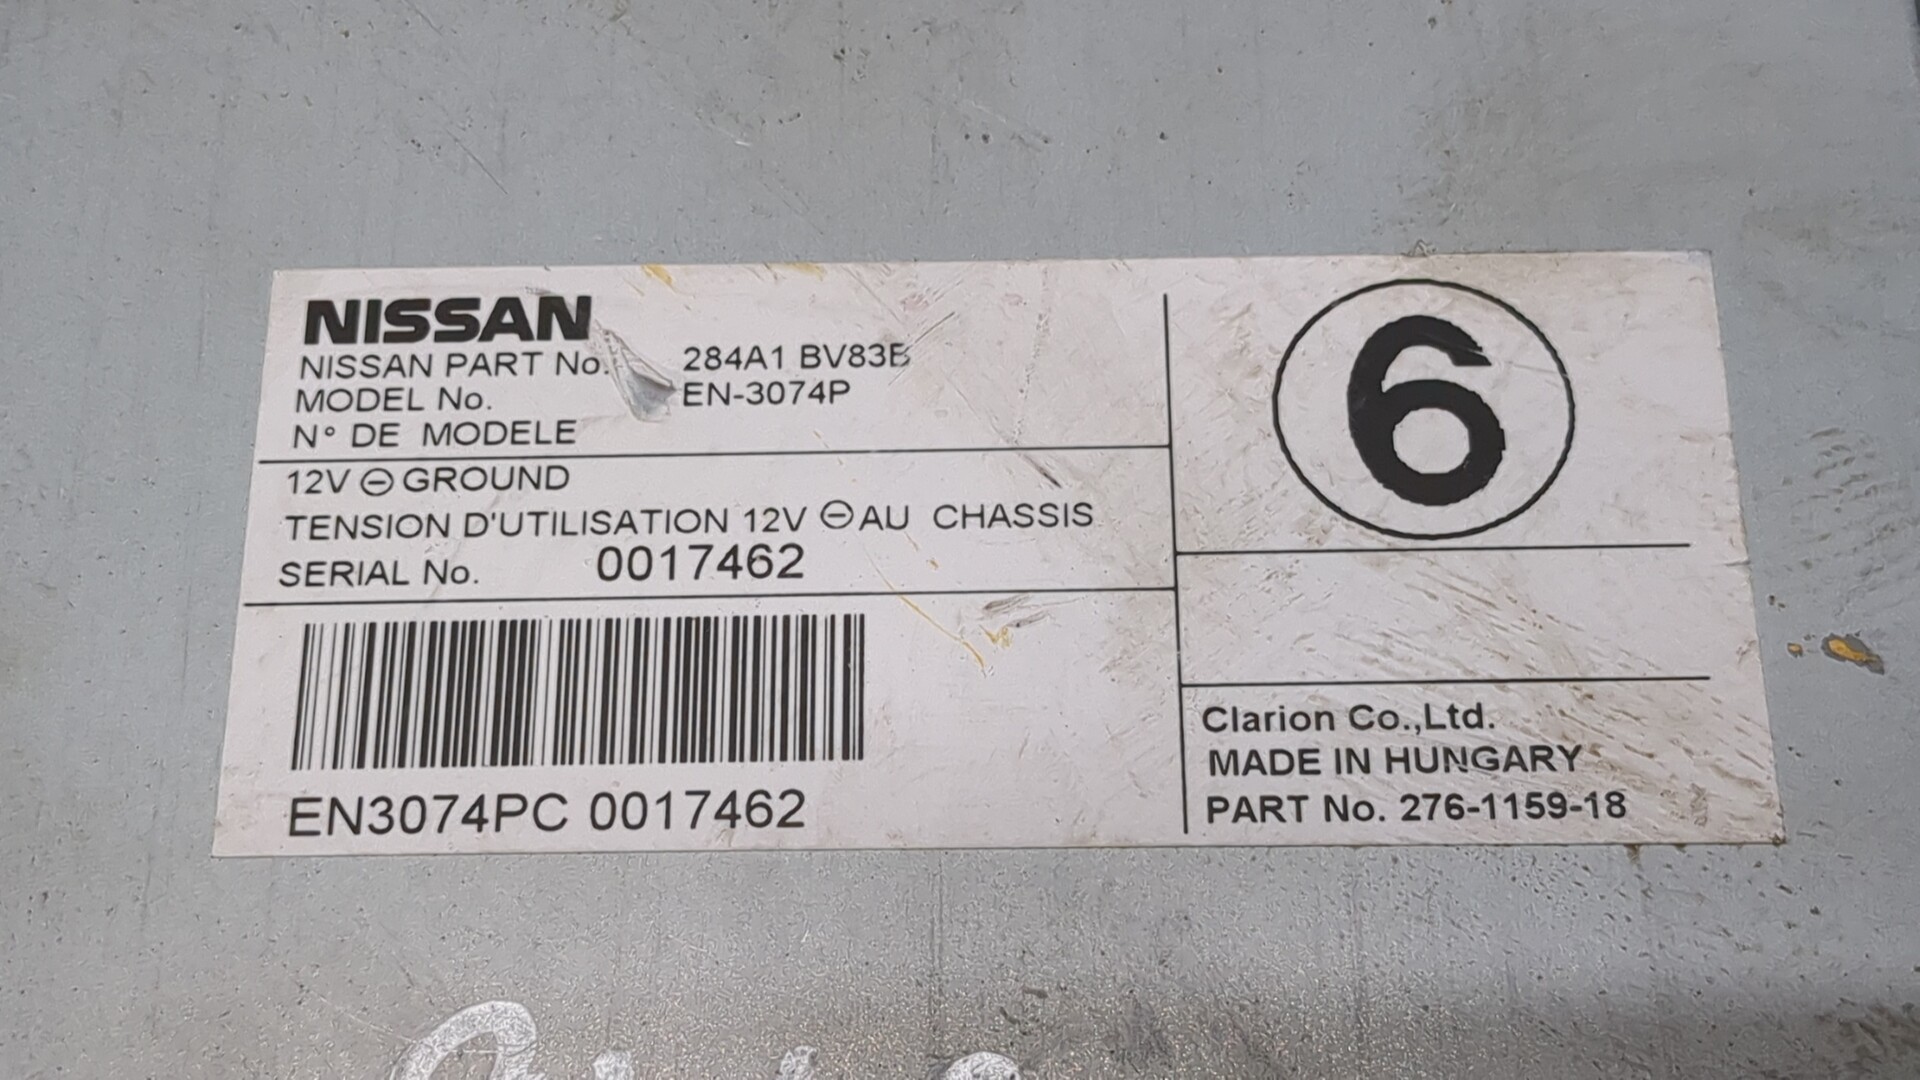 NISSAN
NISSAN PART No. 284A1 BV83B
MODEL No. EN-3074P
N° DE MODELE
12V ⊖ GROUND
TENSION D'UTILISATION 12V ⊖ AU CHASSIS
SERIAL No. 0017462
EN3074PC 0017462
6
Clarion Co.,Ltd.
MADE IN HUNGARY
PART No. 276-1159-18